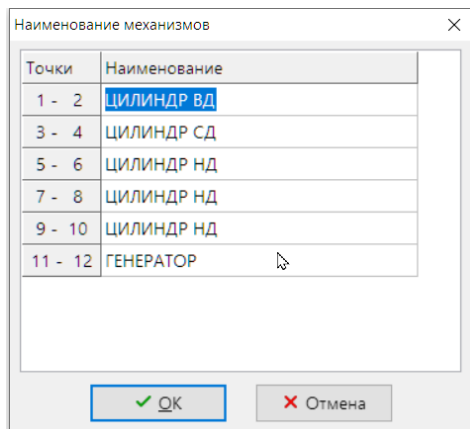 Наименование механизмов
Точки Наименование
1 - 2 ЦИЛИНДР ВД
3 - 4 ЦИЛИНДР СД
5 - 6 ЦИЛИНДР НД
7 - 8 ЦИЛИНДР НД
9 - 10 ЦИЛИНДР НД
11 - 12 ГЕНЕРАТОР
OK Отмена